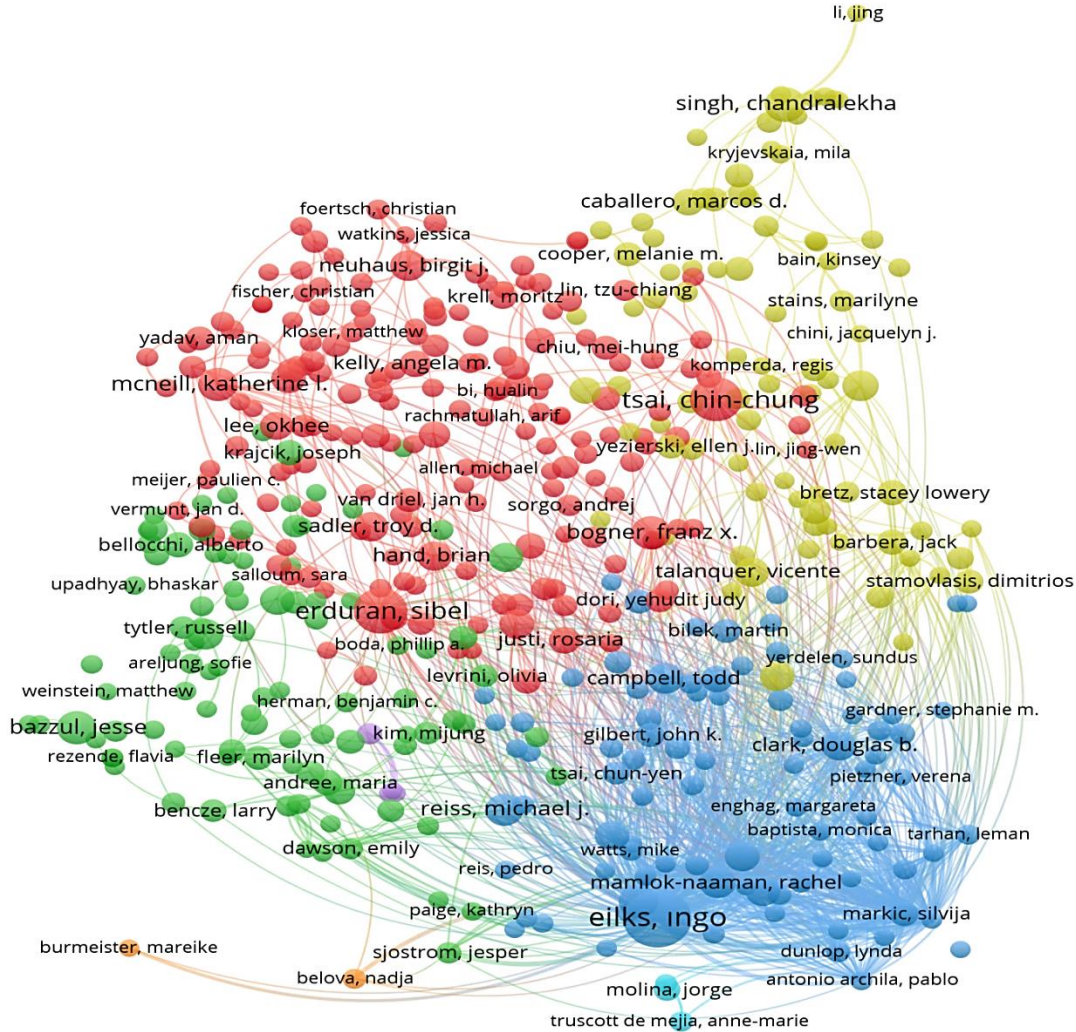 li, jing
singh, chandralekha
kryjevskaia, mila
caballero, marcos d.
foertsch, christian
watkins, jessica
cooper, melanie m.
neuhaus, birgit j.
bain, kinsey
fischer, christian
krell, moritz
lin, tzu-chiang
stains, marilyne
yadav, aman
kloser, matthew
chini, jacquelyn j.
chiu, mei-hung
kelly, angela m.
komperda, regis
mcneill, katherine l.
bi, hualin
tsai, chin-chung
rachmatullah, arif
lee, okhee
krajcik, joseph
yezierski, ellen j.
lin, jing-wen
allen, michael
meijer, paulien c.
van driel, jan h.
sorgo, andrej
bretz, stacey lowery
vermunt, jan d.
sadler, troy d.
bogner, franz x.
bellocchi, alberto
barbera, jack
hand, brian
talanquer, vicente
salloum, sara
stamovlasis, dimitrios
upadhyay, bhaskar
dori, yehudit judy
erduran, sibel
tytler, russell
bilek, martin
boda, phillip a.
justi, rosaria
areljung, sofie
yerdelen, sundus
levrini, olivia
campbell, todd
weinstein, matthew
herman, benjamin c.
gardner, stephanie m.
bazzul, jesse
kim, mijung
gilbert, john k.
clark, douglas b.
rezende, flavia
fleer, marilyn
tsai, chun-yen
pietzner, verena
andree, maria
bencze, larry
reiss, michael j.
enghag, margareta
baptista, monica
tarhan, leman
dawson, emily
watts, mike
reis, pedro
mamlok-naaman, rachel
paige, kathryn
eilks, ıngo
markic, silvija
burmeister, mareike
sjostrom, jesper
dunlop, lynda
belova, nadja
antonio archila, pablo
molina, jorge
truscott de mejia, anne-marie